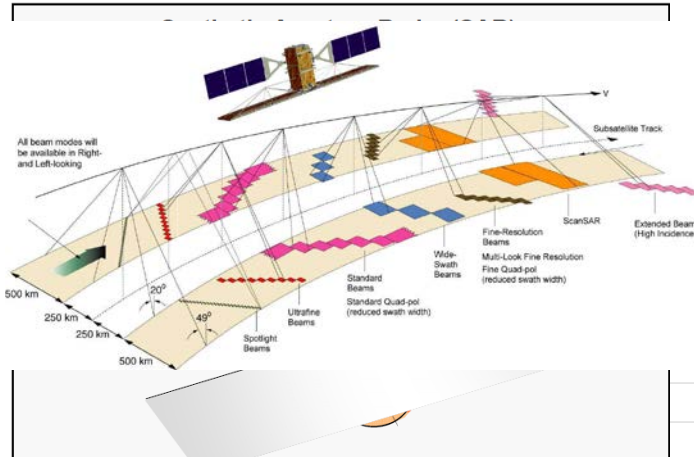 V
All beam modes will
be available in Right-
and Left-looking
Subsatellite Track
500 km
250 km
250 km
500 km
20⁰
49⁰
Spotlight
Beams
Ultrafine
Beams
Standard
Beams
Standard Quad-pol
(reduced swath width)
Wide-
Swath
Beams
Fine-Resolution
Beams
Multi-Look Fine Resolution
Fine Quad-pol
(reduced swath width)
ScanSAR
Extended Beam
(High Incidence